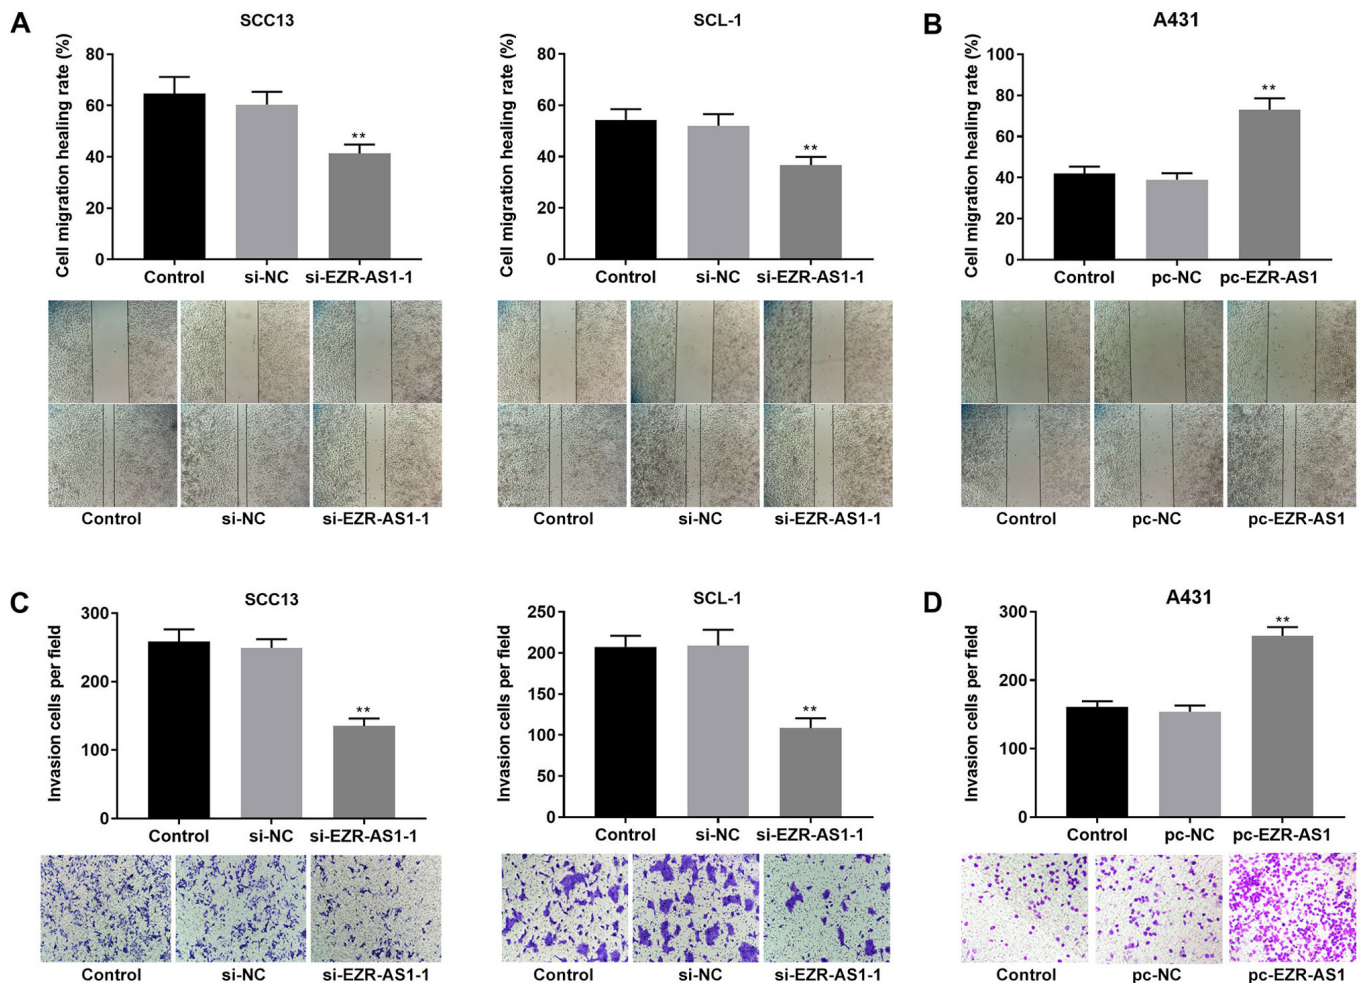 A
SCC13
Cell migration healing rate (%)
80
60
40
20
0
**
Control si-NC si-EZR-AS1-1
Control si-NC si-EZR-AS1-1
SCL-1
Cell migration healing rate (%)
80
60
40
20
0
**
Control si-NC si-EZR-AS1-1
Control si-NC si-EZR-AS1-1
B
A431
Cell migration healing rate (%)
100
80
60
40
20
0
**
Control pc-NC pc-EZR-AS1
Control pc-NC pc-EZR-AS1
C
SCC13
Invasion cells per field
300
200
100
0
**
Control si-NC si-EZR-AS1-1
Control si-NC si-EZR-AS1-1
SCL-1
Invasion cells per field
250
200
150
100
50
0
**
Control si-NC si-EZR-AS1-1
Control si-NC si-EZR-AS1-1
D
A431
Invasion cells per field
300
200
100
0
**
Control pc-NC pc-EZR-AS1
Control pc-NC pc-EZR-AS1